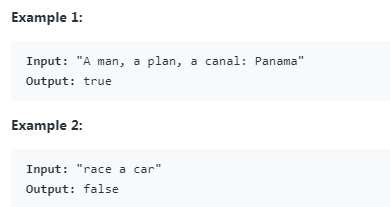 Example 1:
Input: "A man, a plan, a canal: Panama"
Output: true
Example 2:
Input: "race a car"
Output: false